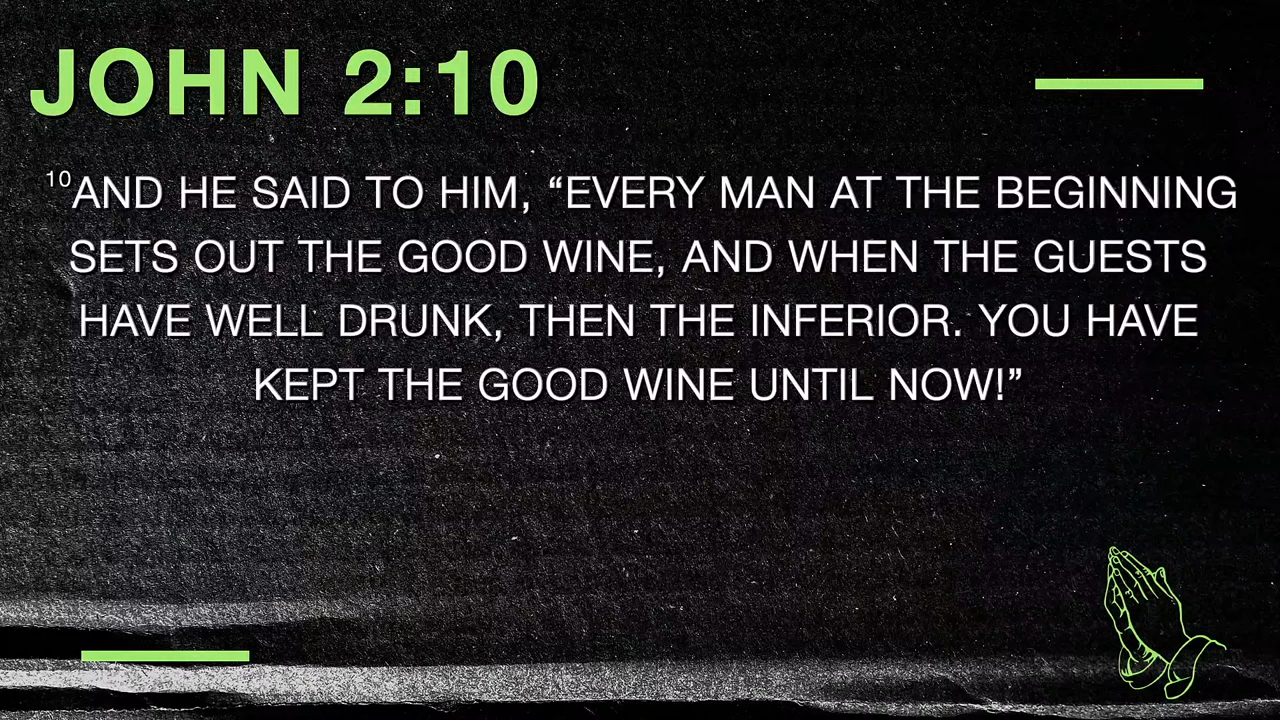 JOHN 2:10
10AND HE SAID TO HIM, “EVERY MAN AT THE BEGINNING
SETS OUT THE GOOD WINE, AND WHEN THE GUESTS
HAVE WELL DRUNK, THEN THE INFERIOR. YOU HAVE
KEPT THE GOOD WINE UNTIL NOW!”